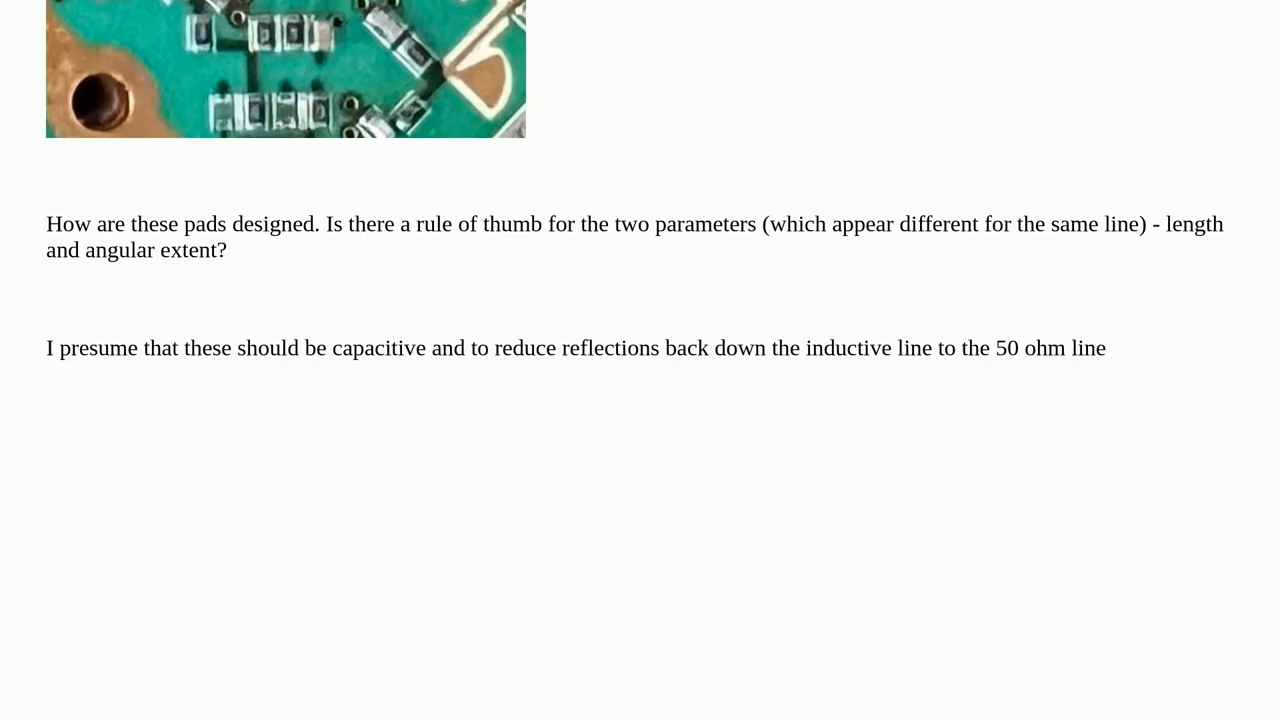 How are these pads designed. Is there a rule of thumb for the two parameters (which appear different for the same line) - length
and angular extent?
I presume that these should be capacitive and to reduce reflections back down the inductive line to the 50 ohm line